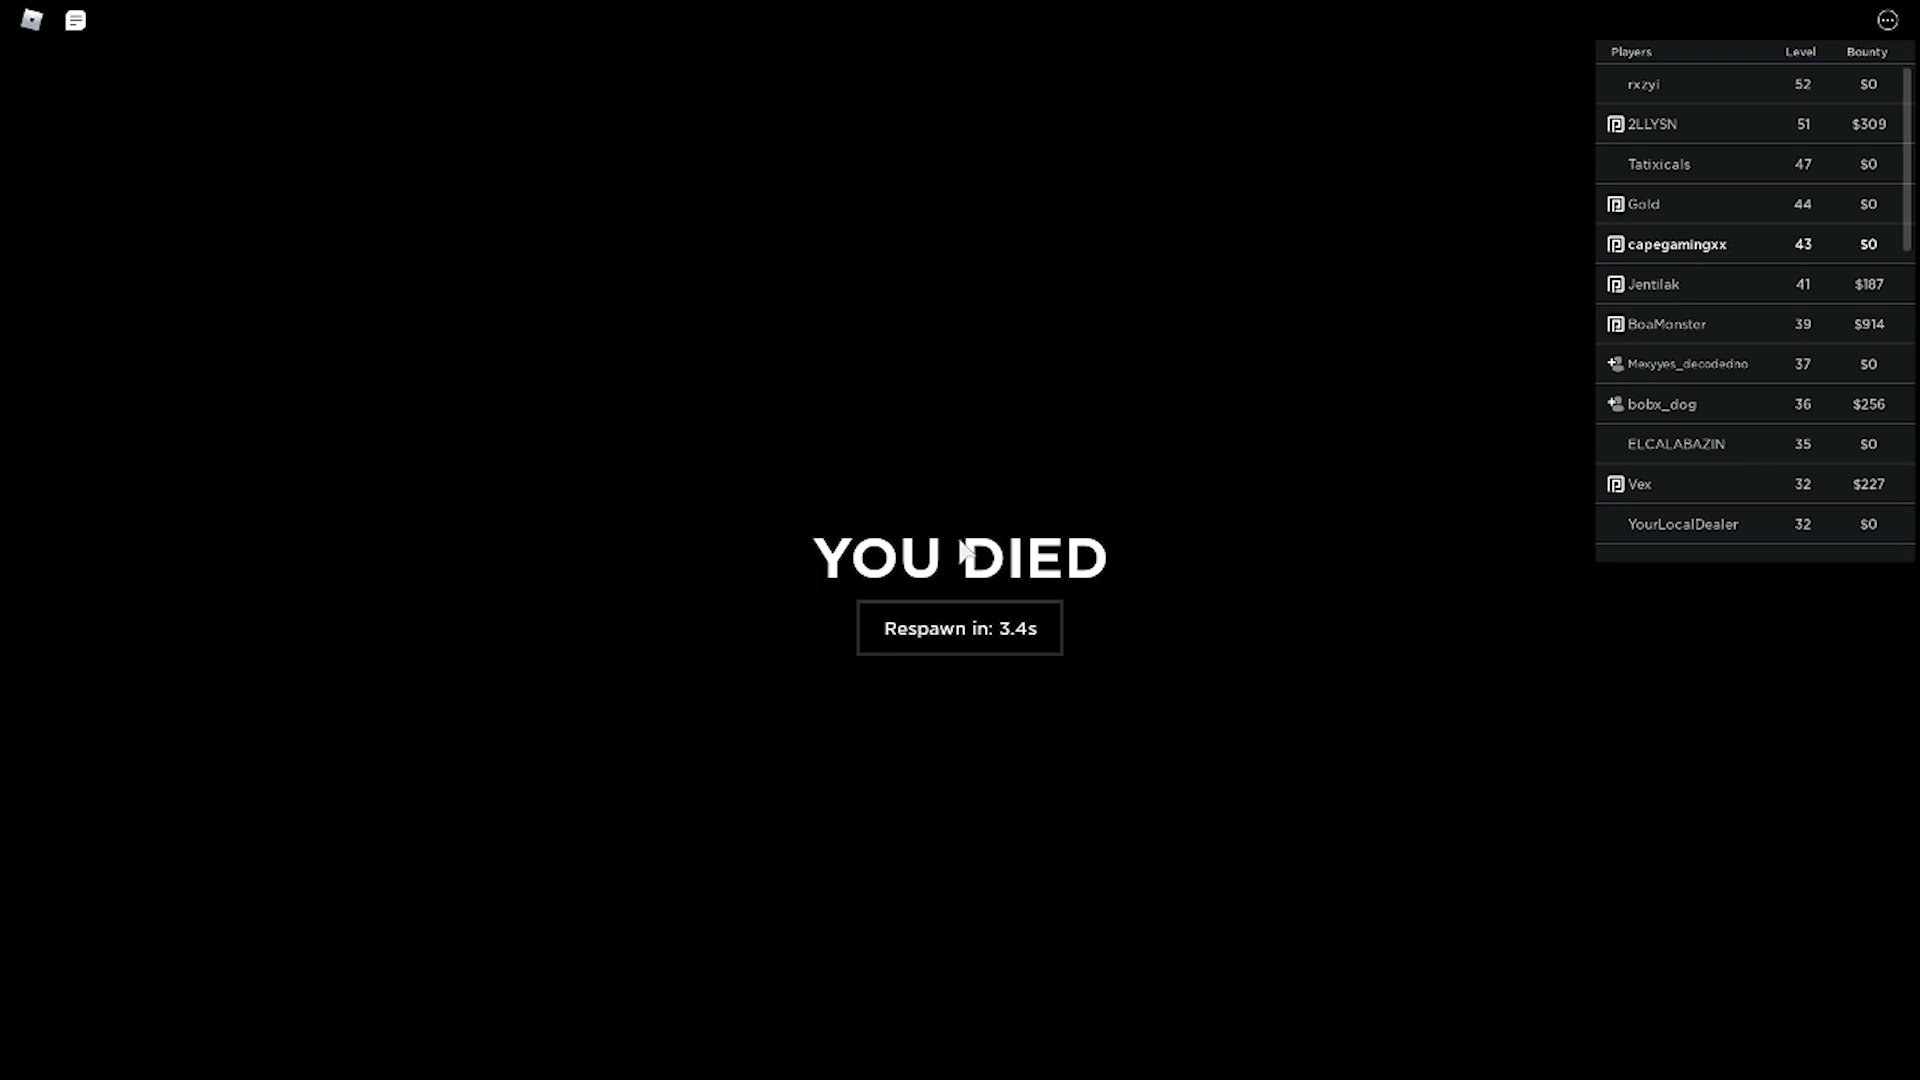 Players Level Bounty
rxzyi 52 $0
2LLYSN 51 $309
Tatixicals 47 $0
Gold 44 $0
capegamingxx 43 $0
Jentilak 41 $187
BoaMonster 39 $914
Mexyyes_decodedno 37 $0
bobx_dog 36 $256
ELCALABAZIN 35 $0
Vex 32 $227
YourLocalDealer 32 $0
YOU DIED
Respawn in: 3.4s